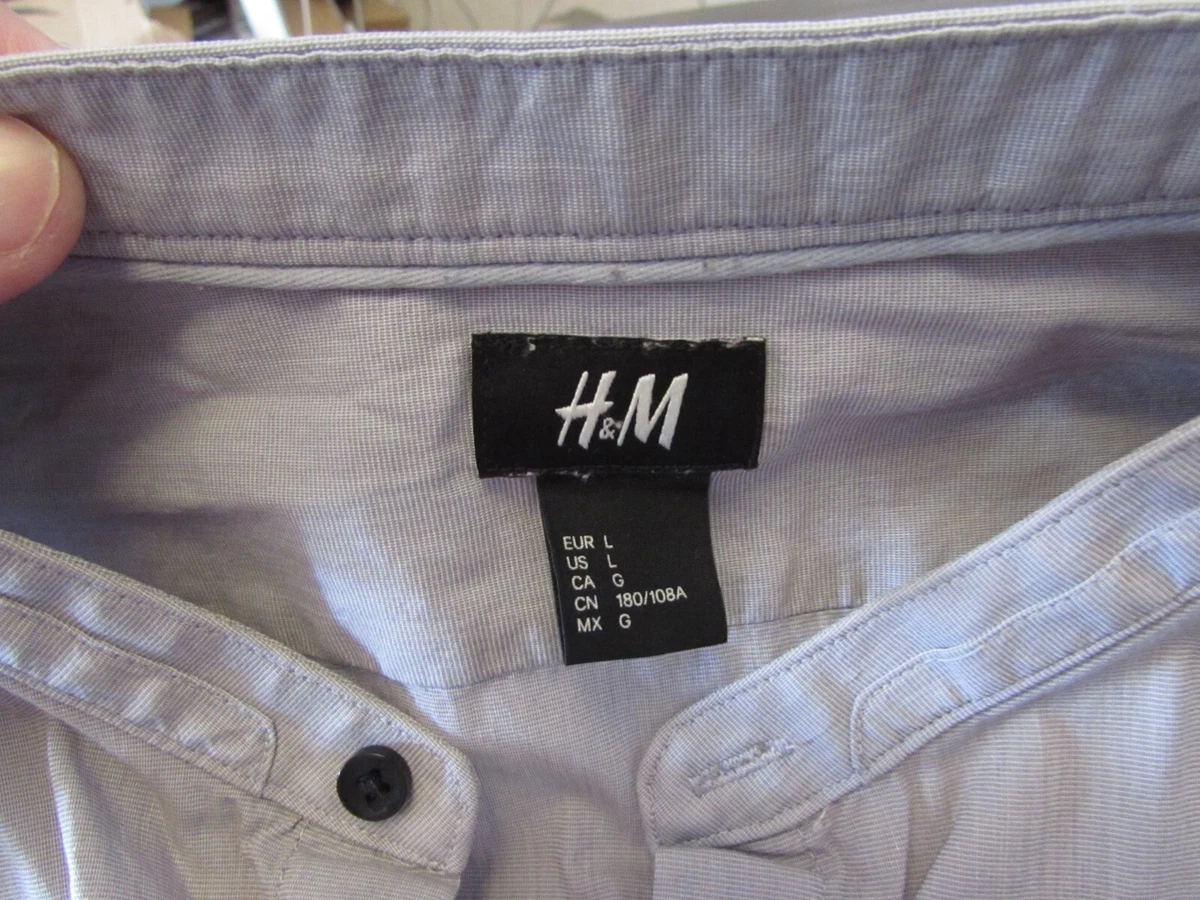 H&M
EUR L
US L
CA G
CN 180/108A
MX G